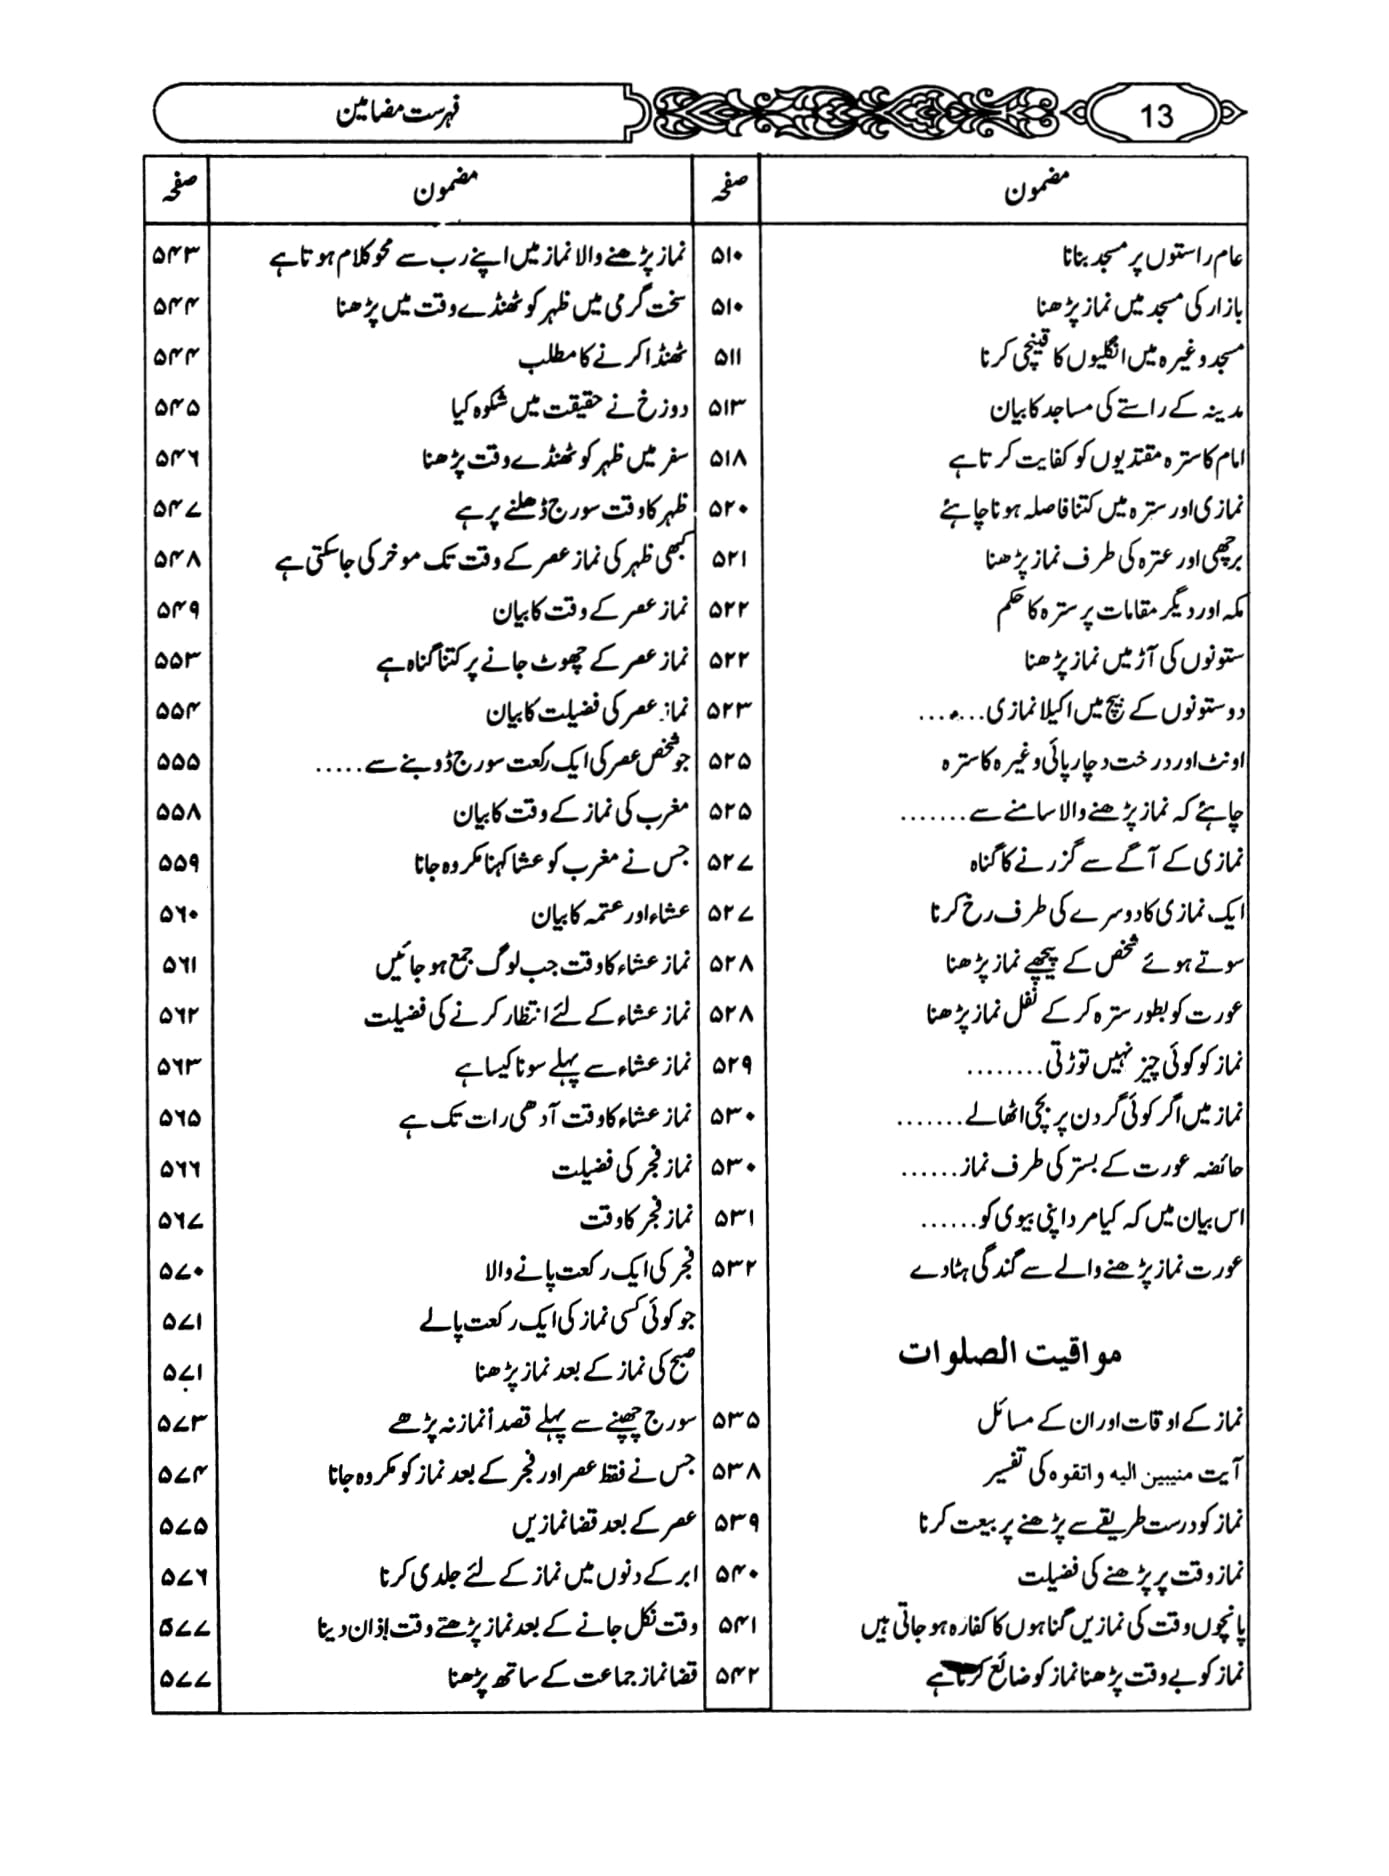 13
فہرست مضامین
مضمون صفحہ
عام راستوں پر مسجد بنانا ۵۱۰
بازار کی مسجد میں نماز پڑھنا ۵۱۰
مسجد وغیرہ میں انگلیوں کا قینچی کرنا ۵۱۱
مدینہ کے راستے کی مساجد کا بیان ۵۱۳
امام کا سترہ مقتدیوں کو کفایت کرتا ہے ۵۱۸
نمازی اور سترہ میں کتنا فاصلہ ہونا چاہئے ۵۲۰
برچھی اور عنزہ کی طرف نماز پڑھنا ۵۲۱
مکہ اور دیگر مقامات پر سترہ کا حکم ۵۲۲
ستونوں کی آڑ میں نماز پڑھنا ۵۲۲
دو ستونوں کے بیچ میں اکیلا نمازی....... ۵۲۳
اونٹ اور درخت و چارپائی وغیرہ کا سترہ ۵۲۵
چاہئے کہ نماز پڑھنے والا سامنے سے....... ۵۲۵
نمازی کے آگے سے گزرنے کا گناہ ۵۲۷
ایک نمازی کا دوسرے کی طرف رخ کرنا ۵۲۷
سوتے ہوئے شخص کے پیچھے نماز پڑھنا ۵۲۸
عورت کو بطور سترہ کر کے نفل نماز پڑھنا ۵۲۸
نماز کو کوئی چیز نہیں توڑتی........ ۵۲۹
نماز میں اگر کوئی گردن پر بچی اٹھالے....... ۵۳۰
حائضہ عورت کے بستر کی طرف نماز...... ۵۳۰
اس بیان میں کہ کیا مرد اپنی بیوی کو...... ۵۳۱
عورت نماز پڑھنے والے سے گندگی ہٹادے ۵۳۲
مواقيت الصلوات
نماز کے اوقات اور ان کے مسائل ۵۳۵
آیت منیبین الیہ واتقوہ کی تفسیر ۵۳۸
نماز کو درست طریقے سے پڑھنے پر بیعت کرنا ۵۳۹
نماز وقت پر پڑھنے کی فضیلت ۵۴۰
پانچوں وقت کی نمازیں گناہوں کا کفارہ ہو جاتی ہیں ۵۴۱
نماز کو بے وقت پڑھنا نماز کو ضائع کرنا ہے ۵۴۲
مضمون صفحہ
نماز پڑھنے والا نماز میں اپنے رب سے محو کلام ہوتا ہے ۵۴۳
سخت گرمی میں ظہر کو ٹھنڈے وقت میں پڑھنا ۵۴۴
ٹھنڈا کرنے کا مطلب ۵۴۴
دوزخ نے حقیقت میں شکوہ کیا ۵۴۵
سفر میں ظہر کو ٹھنڈے وقت پڑھنا ۵۴۶
ظہر کا وقت سورج ڈھلنے پر ہے ۵۴۷
کبھی ظہر کی نماز عصر کے وقت تک موخر کی جاسکتی ہے ۵۴۸
نماز عصر کے وقت کا بیان ۵۴۹
نماز عصر کے چھوٹ جانے پر کتنا گناہ ہے ۵۵۳
نماز عصر کی فضیلت کا بیان ۵۵۴
جو شخص عصر کی ایک رکعت سورج ڈوبنے سے..... ۵۵۵
مغرب کی نماز کے وقت کا بیان ۵۵۸
جس نے مغرب کو عشا کہنا مکروہ جانا ۵۵۹
عشاء اور عتمہ کا بیان ۵۶۰
نماز عشاء کا وقت جب لوگ جمع ہو جائیں ۵۶۱
نماز عشاء کے لئے انتظار کرنے کی فضیلت ۵۶۲
نماز عشاء سے پہلے سونا کیسا ہے ۵۶۳
نماز عشاء کا وقت آدھی رات تک ہے ۵۶۵
نماز فجر کی فضیلت ۵۶۶
نماز فجر کا وقت ۵۶۷
فجر کی ایک رکعت پانے والا ۵۷۰
جو کوئی کسی نماز کی ایک رکعت پالے ۵۷۱
صبح کی نماز کے بعد نماز پڑھنا ۵۷۱
سورج چھپنے سے پہلے قصداً نماز نہ پڑھے ۵۷۳
جس نے فقط عصر اور فجر کے بعد نماز کو مکروہ جانا ۵۷۴
عصر کے بعد قضا نمازیں ۵۷۵
ابر کے دنوں میں نماز کے لئے جلدی کرنا ۵۷۶
وقت نکل جانے کے بعد نماز پڑھتے وقت اذان دینا ۵۷۷
قضا نماز جماعت کے ساتھ پڑھنا ۵۷۷